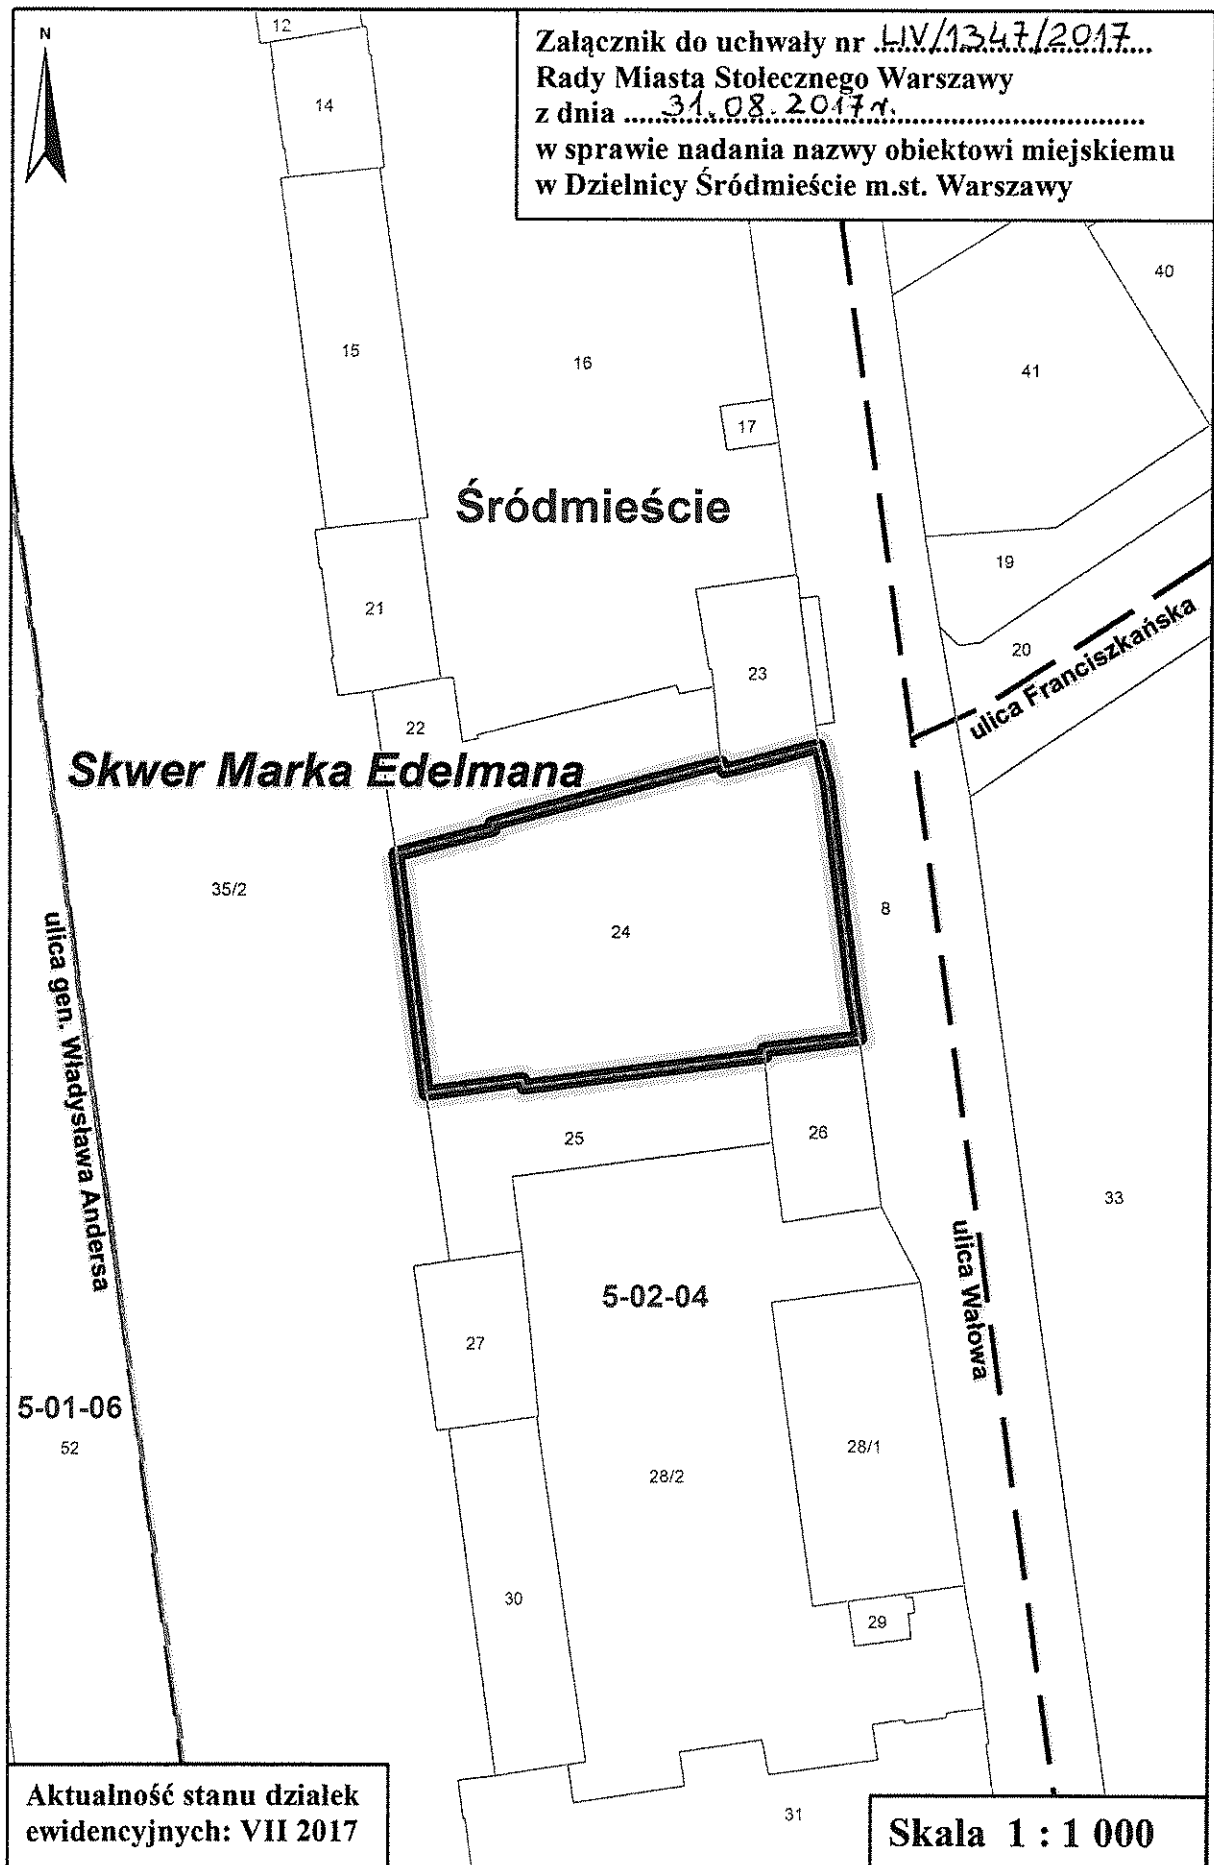 N
Załącznik do uchwały nr LIV/1347/2017
Rady Miasta Stołecznego Warszawy
z dnia 31.08.2017r.
w sprawie nadania nazwy obiektowi miejskiemu
w Dzielnicy Śródmieście m.st. Warszawy
12
14
40
15
16
41
17
Śródmieście
19
21
20
ulica Franciszkańska
23
22
Skwer Marka Edelmana
35/2
8
24
ulica gen. Władysława Andersa
25
26
33
ulica Wałowa
5-02-04
27
5-01-06
52
28/1
28/2
30
29
31
Aktualność stanu działek
ewidencyjnych: VII 2017
Skala 1 : 1 000